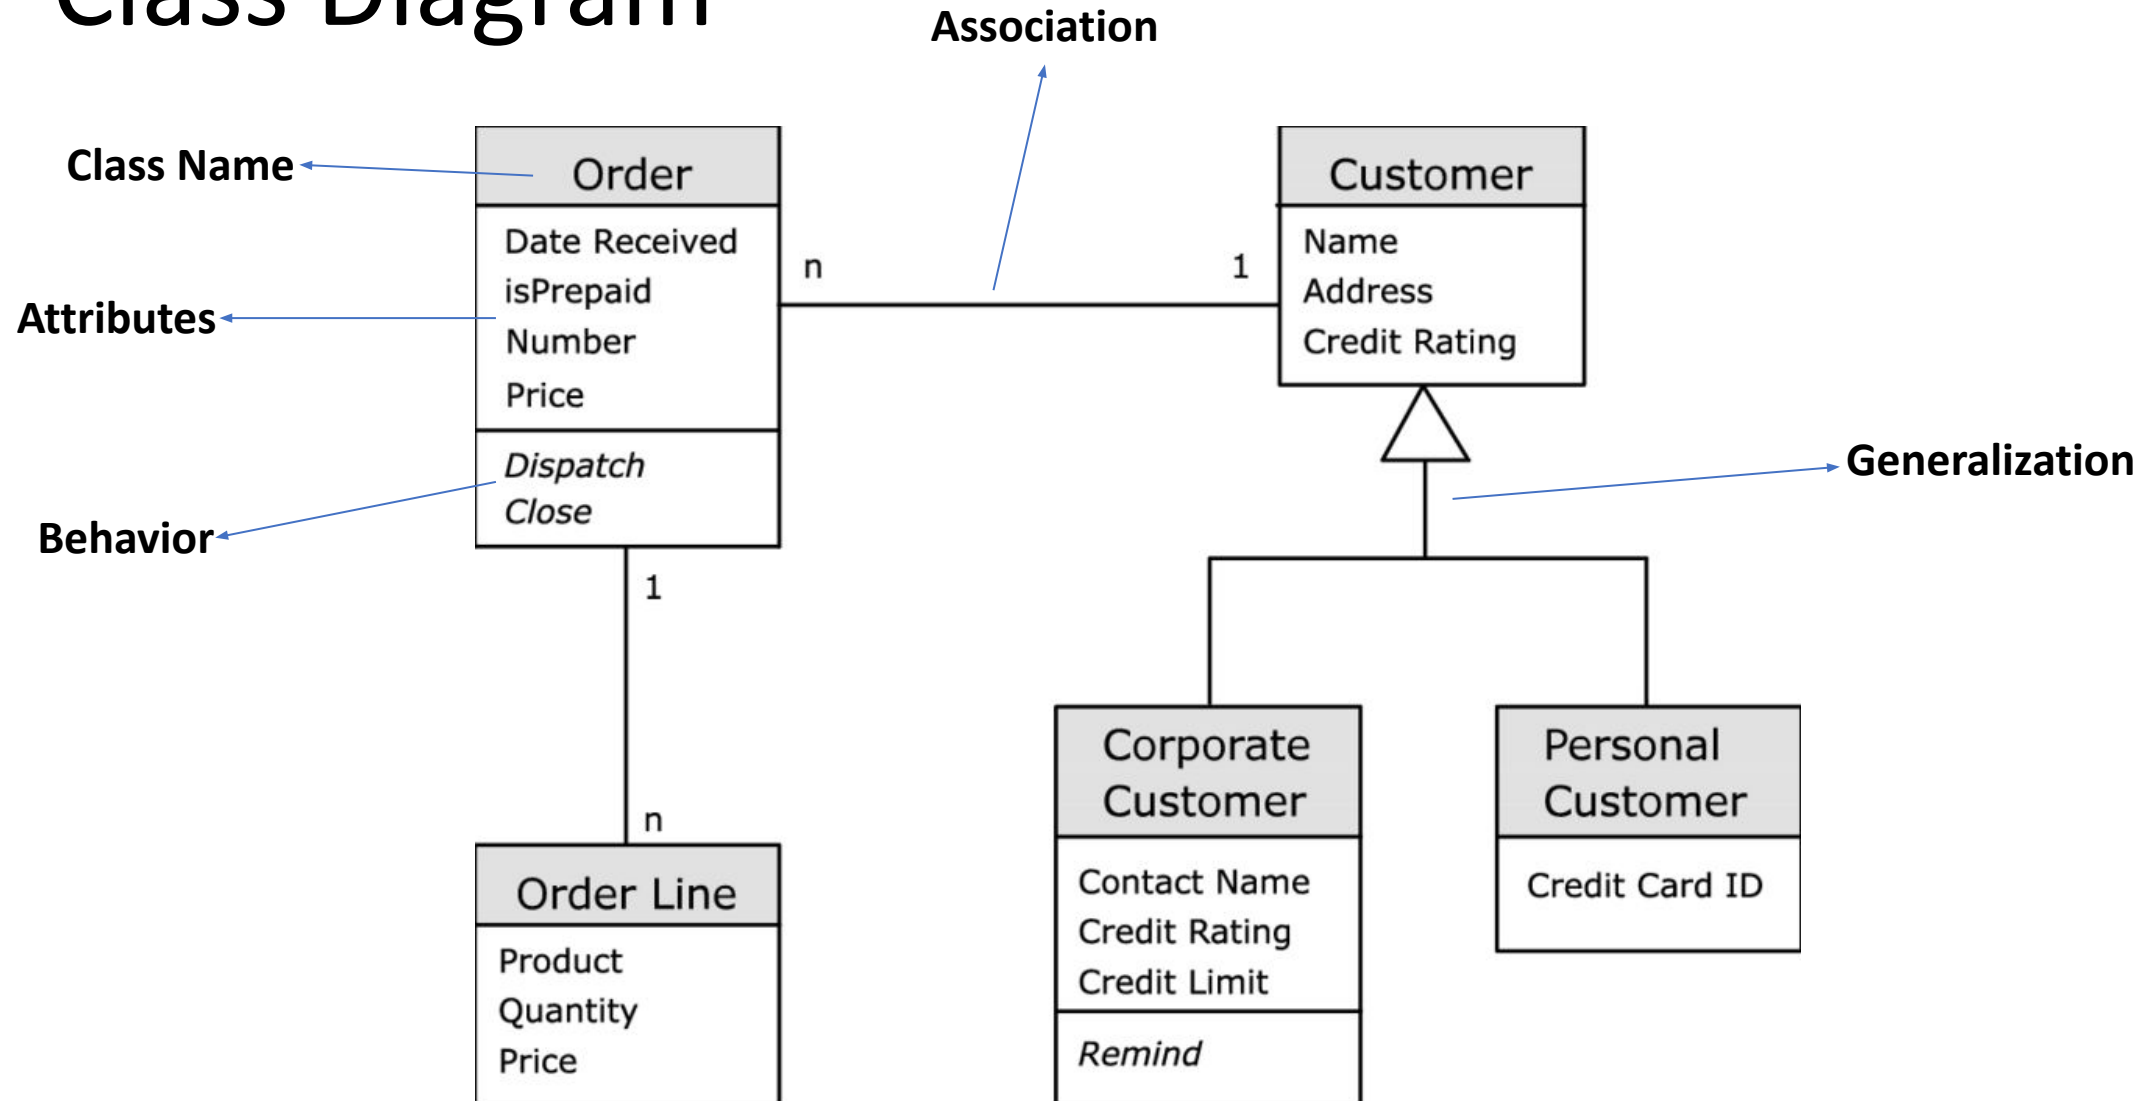 Class Diagram
Association
Class Name
Order
Customer
Date Received
isPrepaid
Number
Price
n
1
Name
Address
Credit Rating
Attributes
Dispatch
Close
Behavior
Generalization
1
n
Order Line
Product
Quantity
Price
Corporate
Customer
Contact Name
Credit Rating
Credit Limit
Remind
Personal
Customer
Credit Card ID